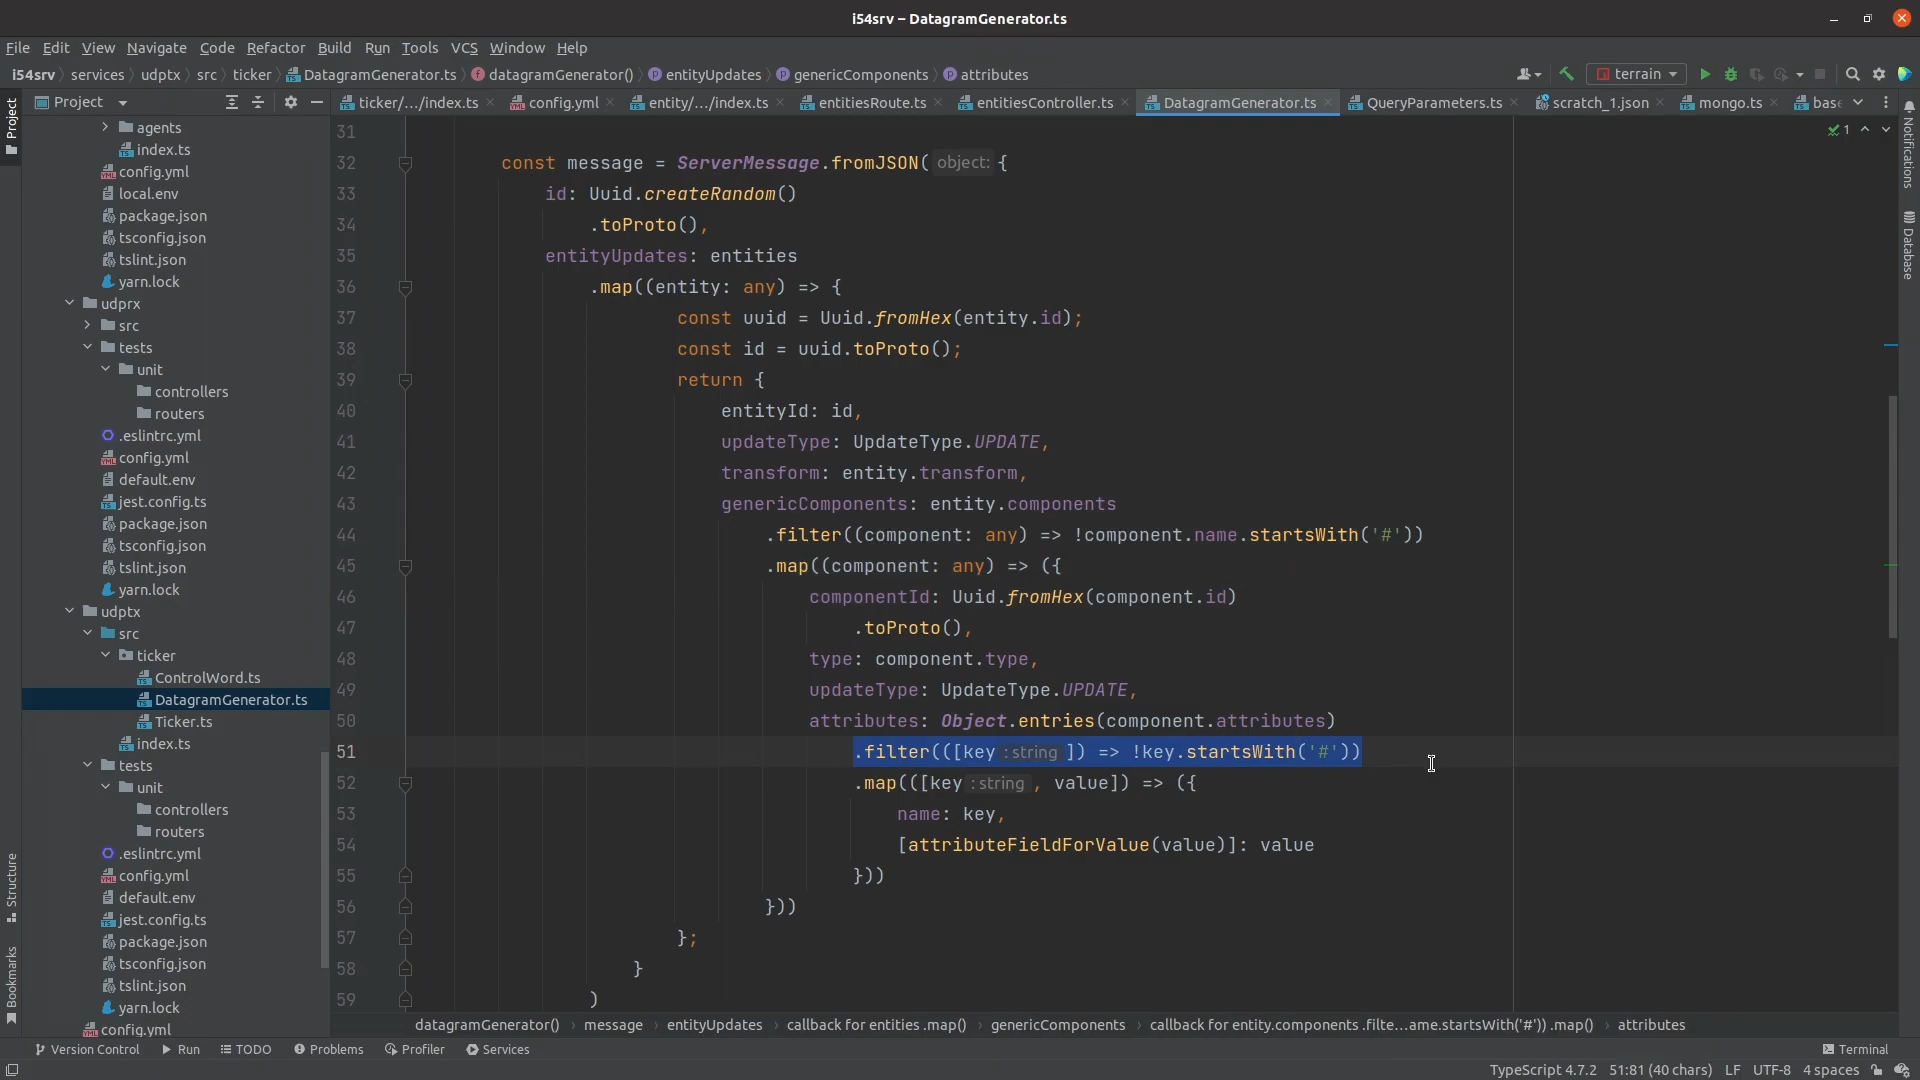 i54srv – DatagramGenerator.ts
File Edit View Navigate Code Refactor Build Run Tools VCS Window Help
i54srv services udptx src ticker DatagramGenerator.ts datagramGenerator() entityUpdates genericComponents attributes
terrain
Project
ticker/.../index.ts config.yml entity/.../index.ts entitiesRoute.ts entitiesController.ts DatagramGenerator.ts QueryParameters.ts scratch_1.json mongo.ts base
Project
Structure
Bookmarks
agents
index.ts
config.yml
local.env
package.json
tsconfig.json
tslint.json
yarn.lock
udprx
src
tests
unit
controllers
routers
.eslintrc.yml
config.yml
default.env
jest.config.ts
package.json
tsconfig.json
tslint.json
yarn.lock
udptx
src
ticker
ControlWord.ts
DatagramGenerator.ts
Ticker.ts
index.ts
tests
unit
controllers
routers
.eslintrc.yml
config.yml
default.env
jest.config.ts
package.json
tsconfig.json
tslint.json
yarn.lock
config.yml
31
32 const message = ServerMessage.fromJSON( object: {
33 id: Uuid.createRandom()
34 .toProto(),
35 entityUpdates: entities
36 .map((entity: any) => {
37 const uuid = Uuid.fromHex(entity.id);
38 const id = uuid.toProto();
39 return {
40 entityId: id,
41 updateType: UpdateType.UPDATE,
42 transform: entity.transform,
43 genericComponents: entity.components
44 .filter((component: any) => !component.name.startsWith('#'))
45 .map((component: any) => ({
46 componentId: Uuid.fromHex(component.id)
47 .toProto(),
48 type: component.type,
49 updateType: UpdateType.UPDATE,
50 attributes: Object.entries(component.attributes)
51 .filter(([key : string ]) => !key.startsWith('#'))
52 .map(([key : string , value]) => ({
53 name: key,
54 [attributeFieldForValue(value)]: value
55 }))
56 }))
57 };
58 }
59 )
1
Notifications
Database
datagramGenerator() message entityUpdates callback for entities .map() genericComponents callback for entity.components .filte...ame.startsWith('#')) .map() attributes
Version Control Run TODO Problems Profiler Services Terminal
TypeScript 4.7.2 51:81 (40 chars) LF UTF-8 4 spaces